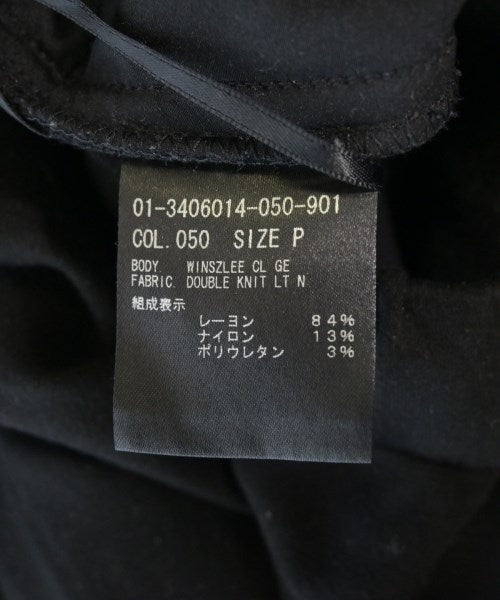 01-3406014-050-901
COL.050 SIZE P
BODY. WINSZLEE CL GE
FABRIC. DOUBLE KNIT LT N
組成表示
レーヨン 84%
ナイロン 13%
ポリウレタン 3%